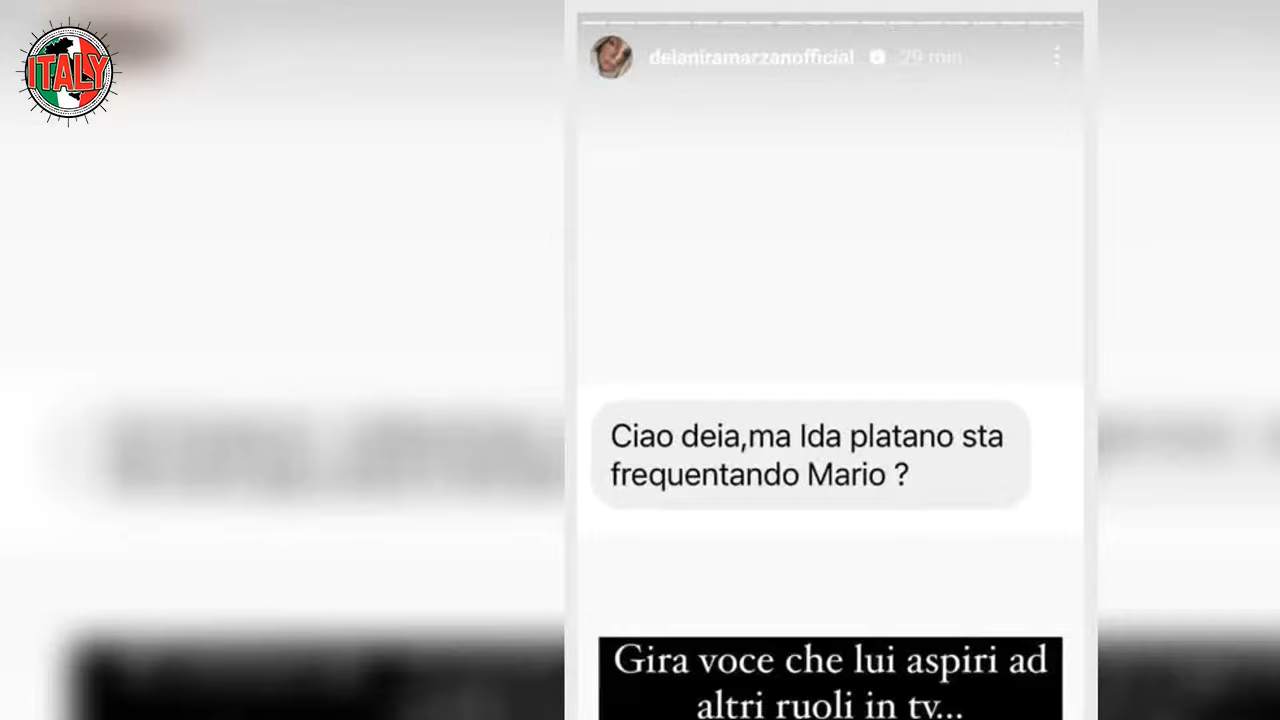 ITALY
deianiramarzanofficial 29 min
Ciao deia,ma Ida platano sta
frequentando Mario ?
Gira voce che lui aspiri ad
altri ruoli in tv...